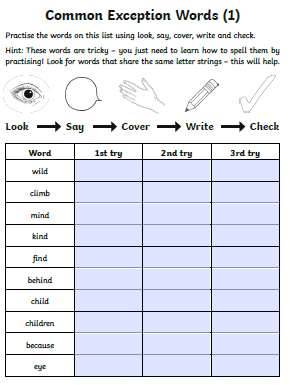 Common Exception Words (1)
Practise the words on this list using look, say, cover, write and check.
Hint: These words are tricky – you just need to learn how to spell them by
practising! Look for words that share the same letter strings – this will help.
Look Say Cover Write Check
Word 1st try 2nd try 3rd try
wild
climb
mind
kind
find
behind
child
children
because
eye